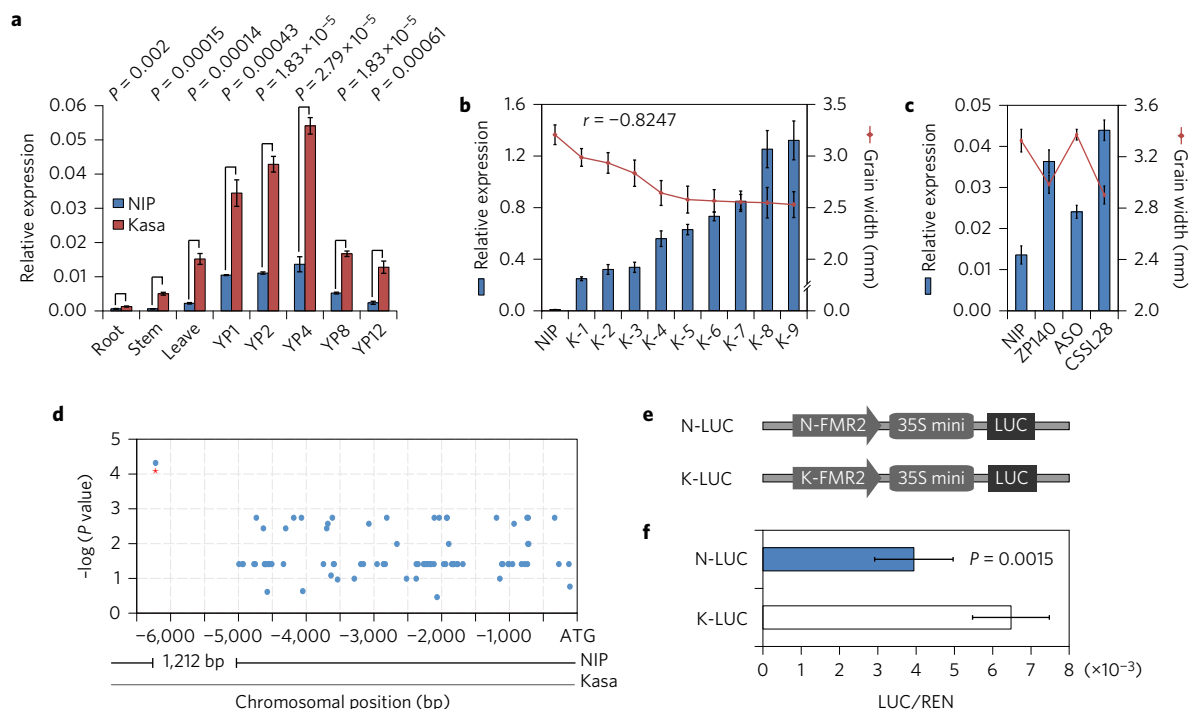 a
P = 0.002
P = 0.00015
P = 0.00014
P = 0.00043
P = 1.83 × 10−5
P = 2.79 × 10−5
P = 1.83 × 10−5
P = 0.00061
Relative expression
0.06
0.05
0.04
0.03
0.02
0.01
0.00
NIP
Kasa
Root
Stem
Leave
YP1
YP2
YP4
YP8
YP12
b
r = −0.8247
Relative expression
1.6
1.2
0.8
0.4
0.0
3.5
3.0
2.5
2.0
0.0
Grain width (mm)
NIP
K-1
K-2
K-3
K-4
K-5
K-6
K-7
K-8
K-9
c
Relative expression
0.05
0.04
0.03
0.02
0.01
0.00
3.6
3.2
2.8
2.4
2.0
Grain width (mm)
NIP
ZP140
ASO
CSSL28
d
−log (P value)
5
4
3
2
1
0
*
−6,000 −5,000 −4,000 −3,000 −2,000 −1,000 ATG
1,212 bp
NIP
Kasa
Chromosomal position (bp)
e
N-LUC N-FMR2 35S mini LUC
K-LUC K-FMR2 35S mini LUC
f
N-LUC
P = 0.0015
K-LUC
0 1 2 3 4 5 6 7 8 (×10−3)
LUC/REN